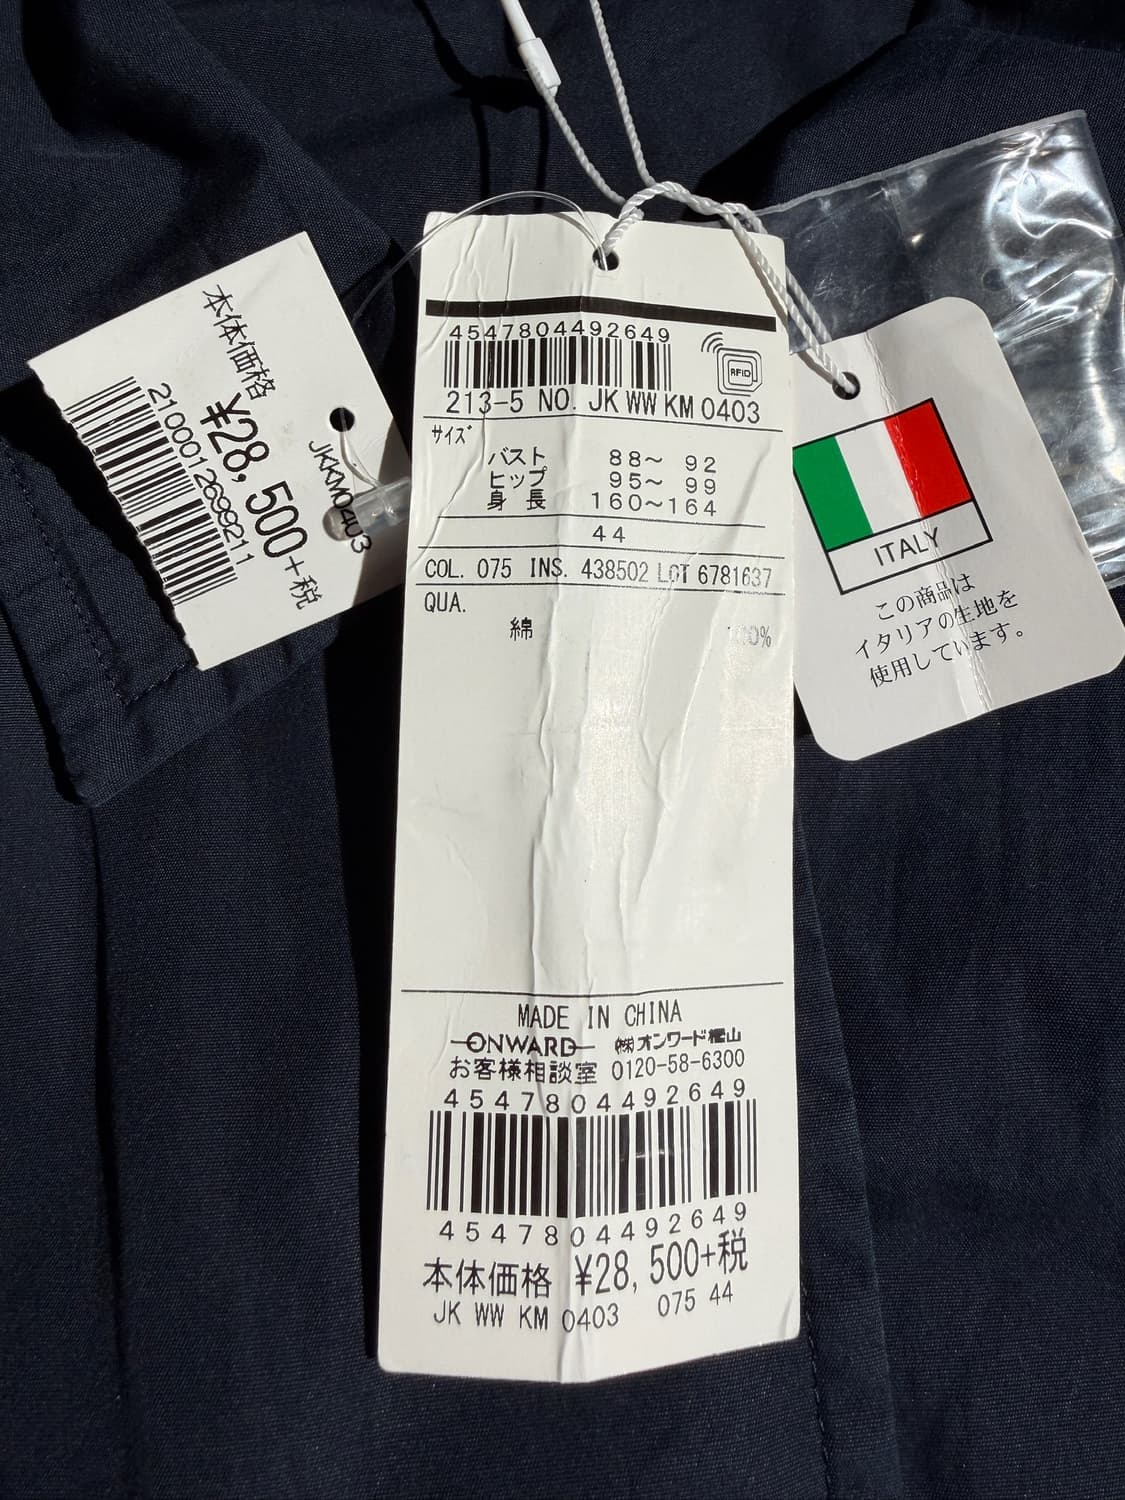 本体価格
2100012699211
¥28,500+税
JKKM0403
4547804492649
RFID
213-5 NO. JK WW KM 0403
サイズ
バスト 88～ 92
ヒップ 95～ 99
身 長 160～164
44
COL. 075 INS. 438502 LOT 6781637
QUA.
綿 100%
MADE IN CHINA
ONWARD ㈱オンワード樫山
お客様相談室 0120-58-6300
4547804492649
4547804492649
本体価格 ¥28,500+税
JK WW KM 0403 075 44
ITALY
この商品は
イタリアの生地を
使用しています。